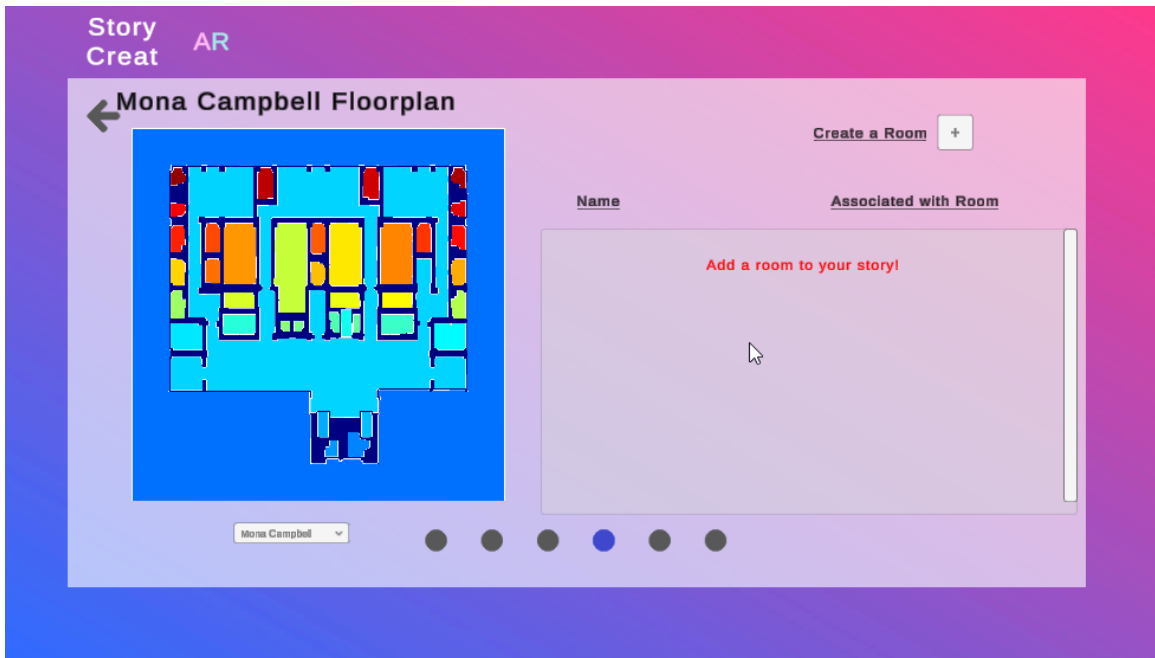 Story
Creat
AR
Mona Campbell Floorplan
Create a Room
+
Name
Associated with Room
Add a room to your story!
Mona Campbell